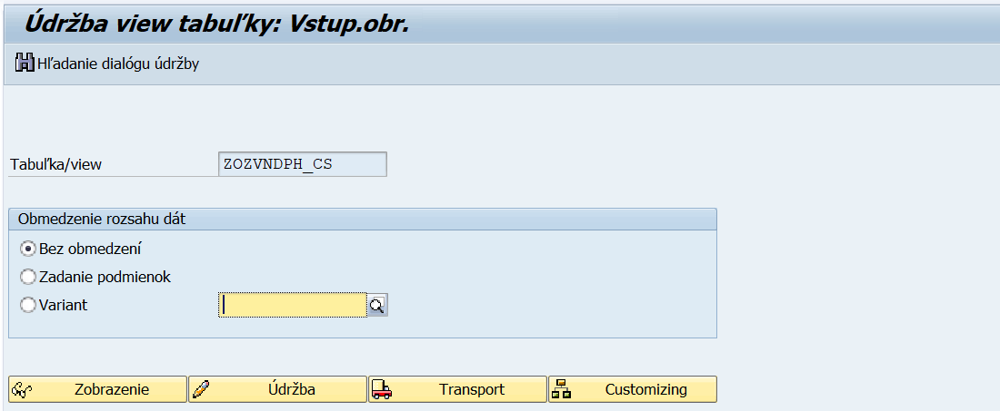 Údržba view tabuľky: Vstup.obr.
Hľadanie dialógu údržby
Tabuľka/view ZOZVNDPH_CS
Obmedzenie rozsahu dát
Bez obmedzení
Zadanie podmienok
Variant
Zobrazenie Údržba Transport Customizing